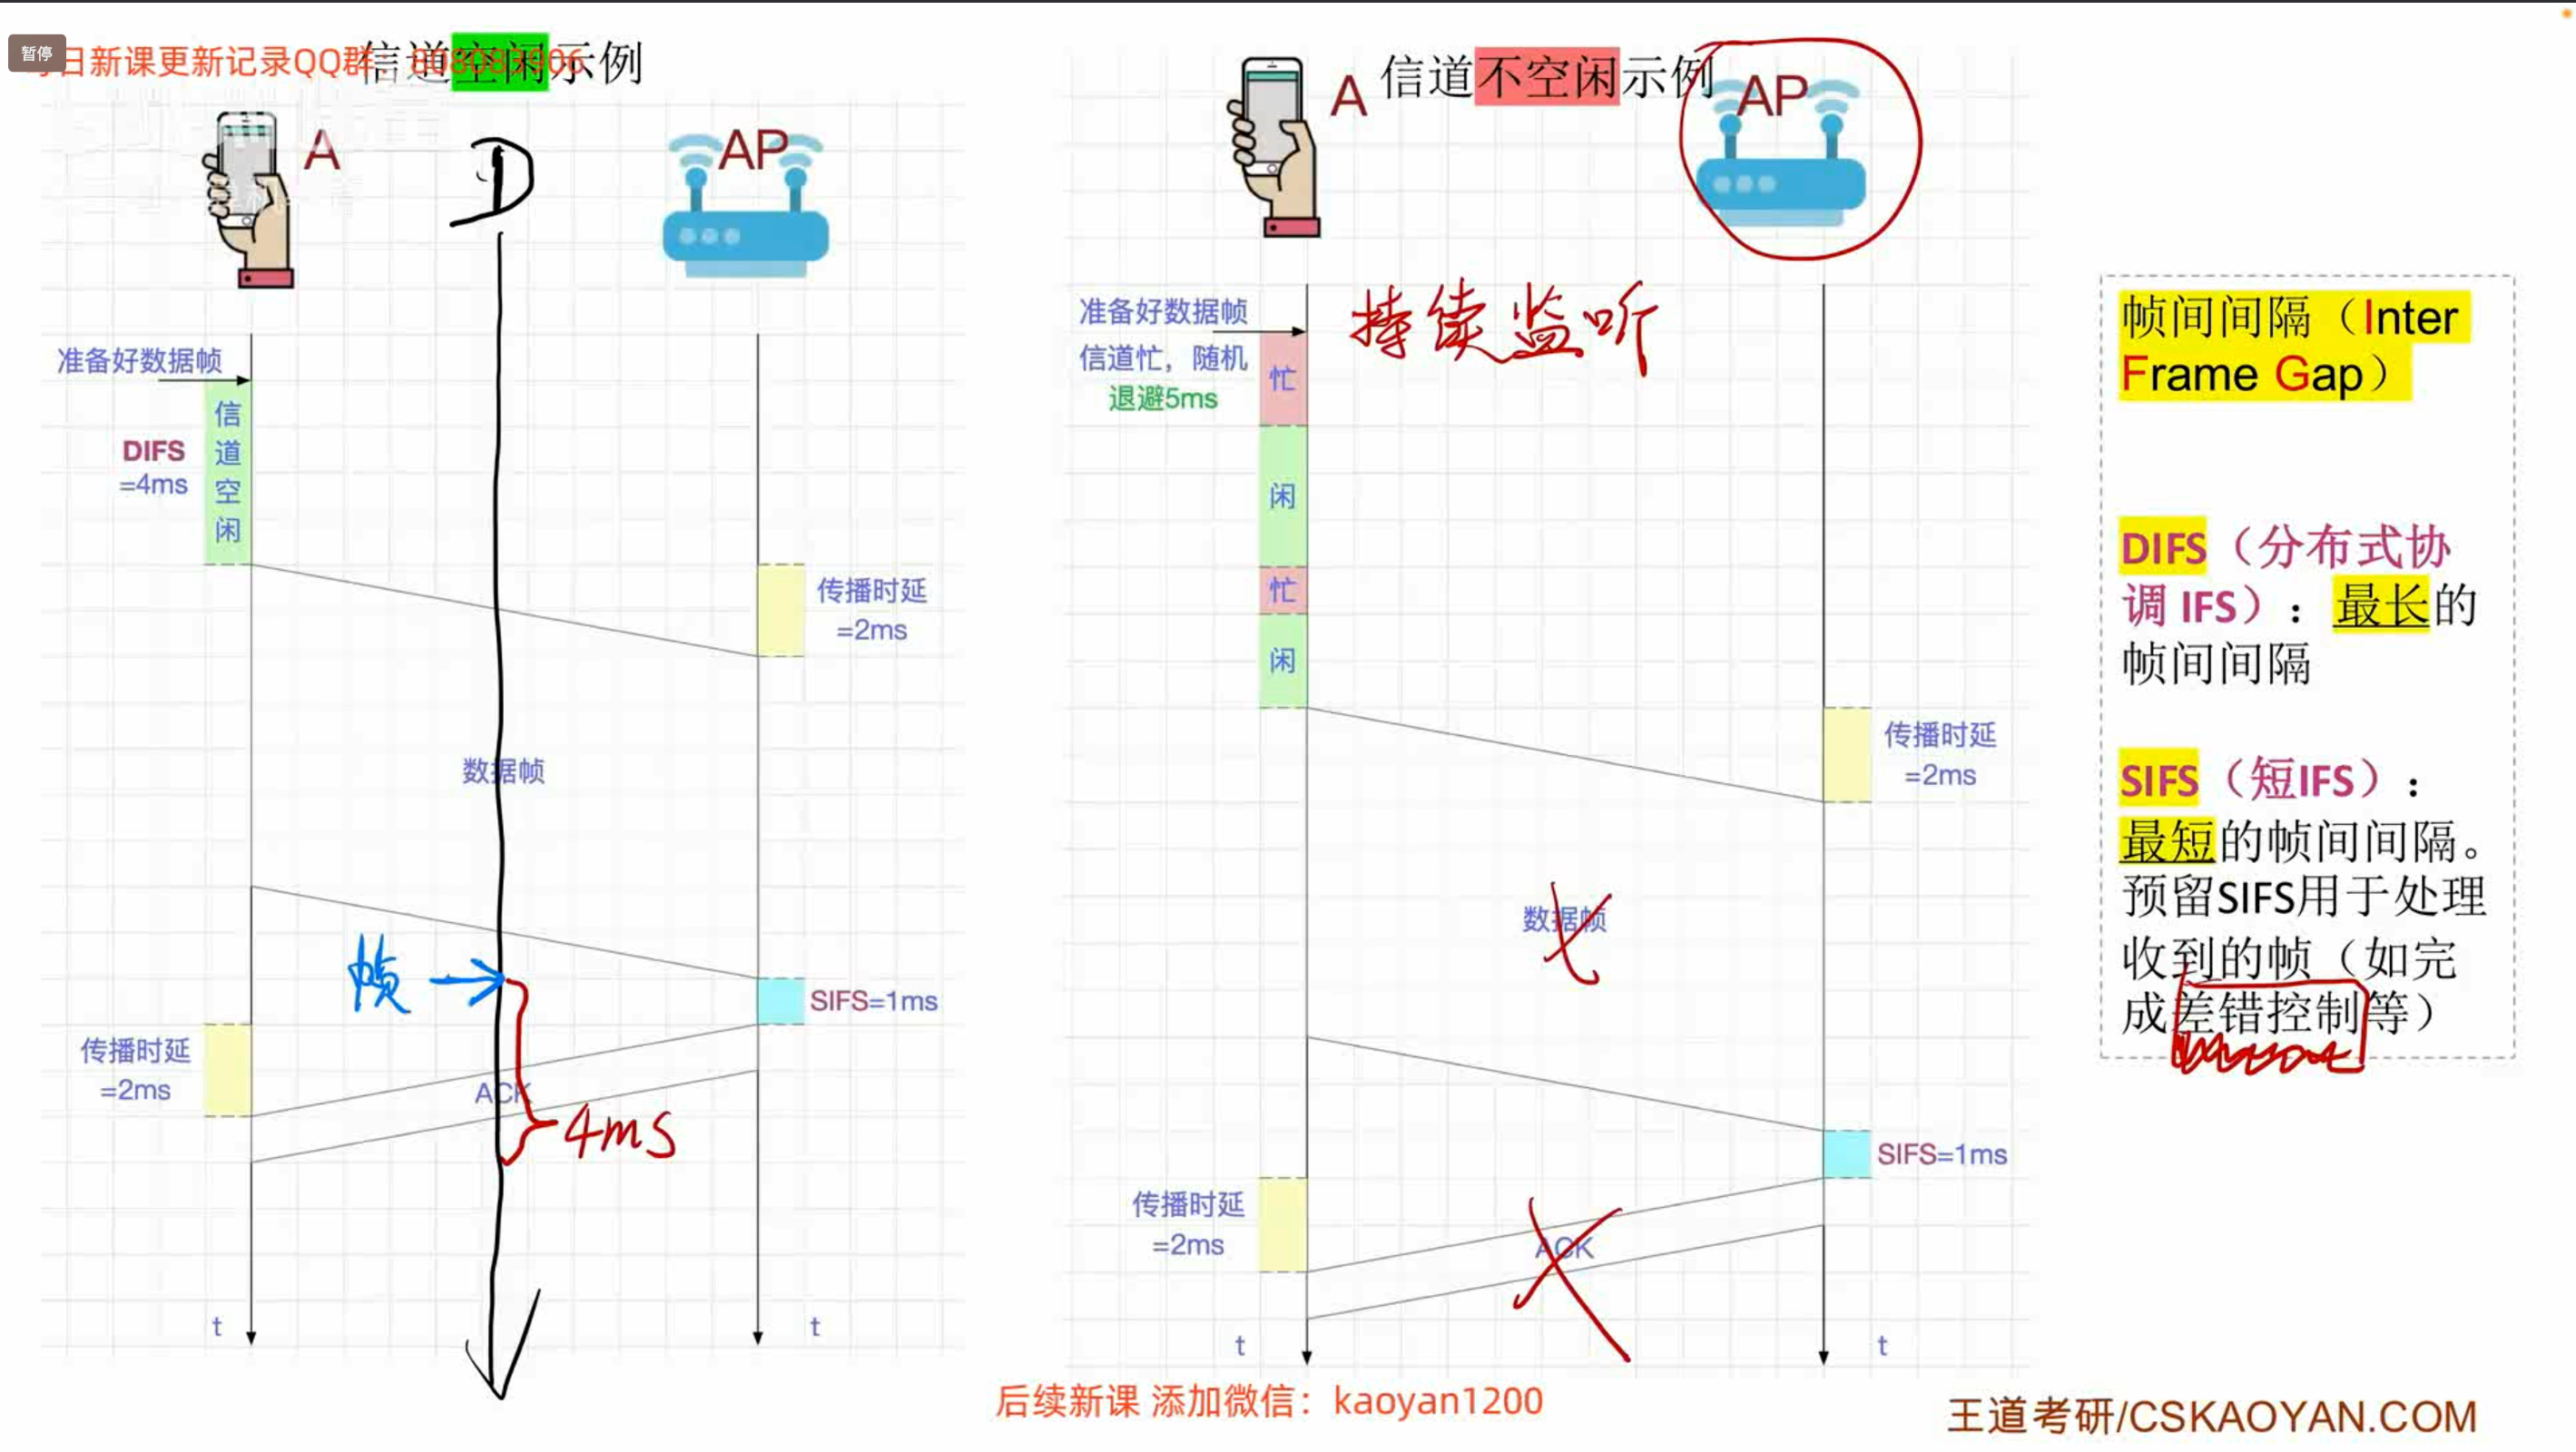 暂停
每日新课更新记录QQ群：808083906
信道空闲示例
A
D
AP
准备好数据帧
信道空闲
DIFS
=4ms
传播时延
=2ms
数据帧
帧
SIFS=1ms
传播时延
=2ms
ACK
4ms
t
t
A
信道不空闲示例
AP
准备好数据帧
持续监听
信道忙，随机
退避5ms
忙
闲
忙
闲
传播时延
=2ms
数据帧
SIFS=1ms
传播时延
=2ms
ACK
t
t
帧间间隔（Inter
Frame Gap）
DIFS（分布式协
调 IFS）：最长的
帧间间隔
SIFS（短IFS）：
最短的帧间间隔。
预留SIFS用于处理
收到的帧（如完
成差错控制等）
后续新课 添加微信：kaoyan1200
王道考研/CSKAOYAN.COM